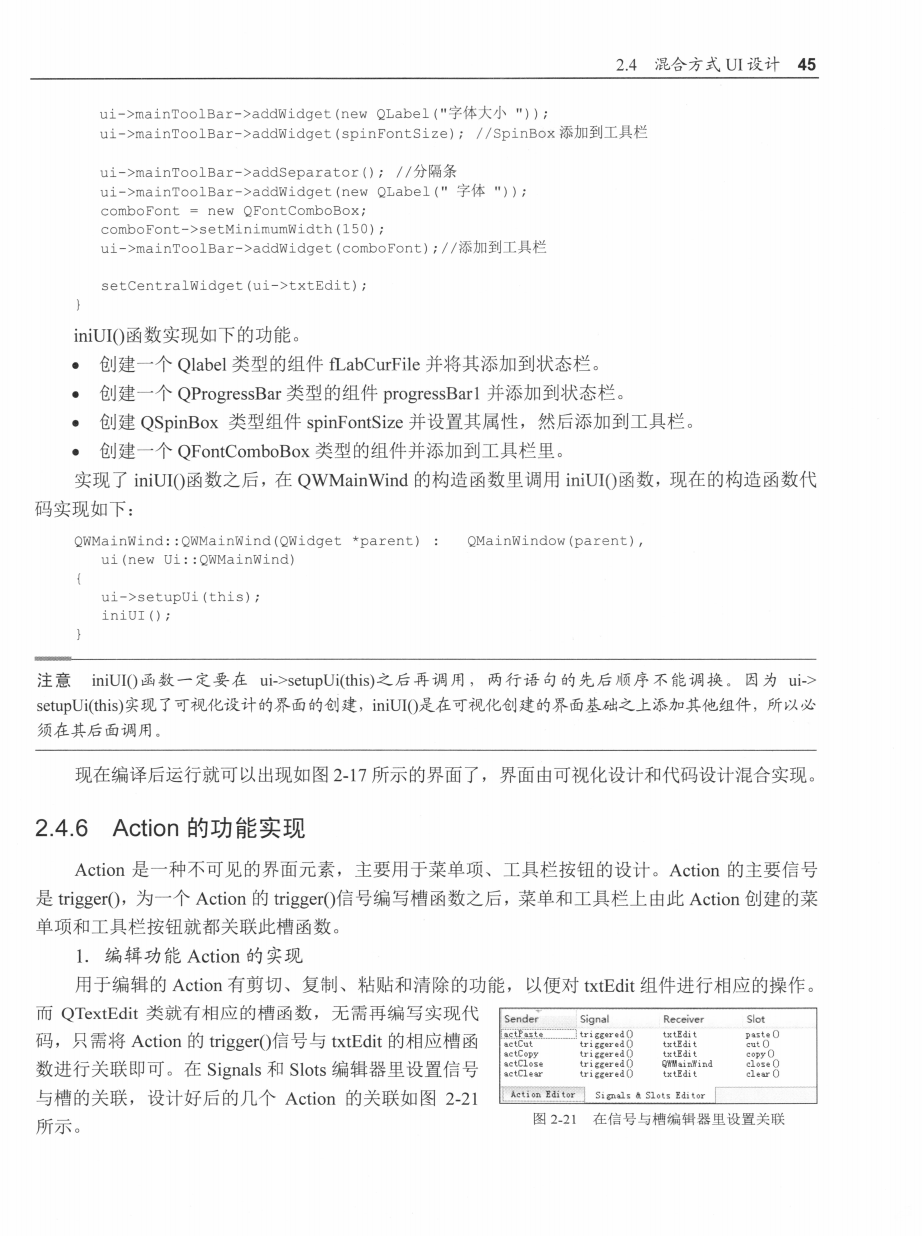 2.4 混合方式 UI 设计 45
ui->mainToolBar->addWidget(new QLabel("字体大小 "));
ui->mainToolBar->addWidget(spinFontSize); //SpinBox 添加到工具栏
ui->mainToolBar->addSeparator(); //分隔条
ui->mainToolBar->addWidget(new QLabel(" 字体 "));
comboFont = new QFontComboBox;
comboFont->setMinimumWidth(150);
ui->mainToolBar->addWidget(comboFont);//添加到工具栏
setCentralWidget(ui->txtEdit);
}
iniUI()函数实现如下的功能。
• 创建一个 Qlabel 类型的组件 fLabCurFile 并将其添加到状态栏。
• 创建一个 QProgressBar 类型的组件 progressBar1 并添加到状态栏。
• 创建 QSpinBox 类型组件 spinFontSize 并设置其属性，然后添加到工具栏。
• 创建一个 QFontComboBox 类型的组件并添加到工具栏里。
实现了 iniUI()函数之后，在 QWMainWind 的构造函数里调用 iniUI()函数，现在的构造函数代
码实现如下：
QWMainWind::QWMainWind(QWidget *parent) : QMainWindow(parent),
ui(new Ui::QWMainWind)
{
ui->setupUi(this);
iniUI();
}
注意 iniUI()函数一定要在 ui->setupUi(this)之后再调用，两行语句的先后顺序不能调换。因为 ui->
setupUi(this)实现了可视化设计的界面的创建，iniUI()是在可视化创建的界面基础之上添加其他组件，所以必
须在其后面调用。
现在编译后运行就可以出现如图 2-17 所示的界面了，界面由可视化设计和代码设计混合实现。
2.4.6 Action 的功能实现
Action 是一种不可见的界面元素，主要用于菜单项、工具栏按钮的设计。Action 的主要信号
是 trigger()，为一个 Action 的 trigger()信号编写槽函数之后，菜单和工具栏上由此 Action 创建的菜
单项和工具栏按钮就都关联此槽函数。
1．编辑功能 Action 的实现
用于编辑的 Action 有剪切、复制、粘贴和清除的功能，以便对 txtEdit 组件进行相应的操作。
而 QTextEdit 类就有相应的槽函数，无需再编写实现代
码，只需将 Action 的 trigger()信号与 txtEdit 的相应槽函
数进行关联即可。在 Signals 和 Slots 编辑器里设置信号
与槽的关联，设计好后的几个 Action 的关联如图 2-21
所示。
Sender Signal Receiver Slot
actPaste triggered() txtEdit paste()
actCut triggered() txtEdit cut()
actCopy triggered() txtEdit copy()
actClose triggered() QWMainWind close()
actClear triggered() txtEdit clear()
Action Editor Signals & Slots Editor
图 2-21 在信号与槽编辑器里设置关联